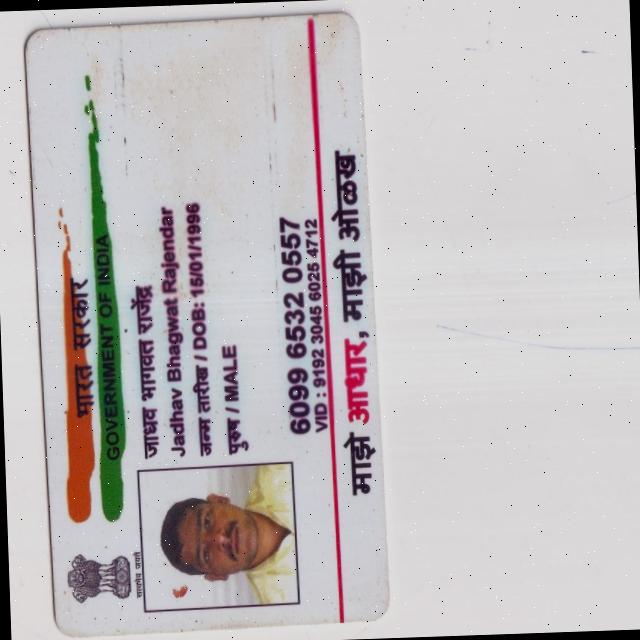 भारत सरकार
GOVERNMENT OF INDIA
जाधव भागवत राजेंद्र
Jadhav Bhagwat Rajendar
जन्म तारीख / DOB: 15/01/1996
पुरुष / MALE
सत्यमेव जयते
6099 6532 0557
VID : 9192 3045 6025 4712
माझे आधार, माझी ओळख